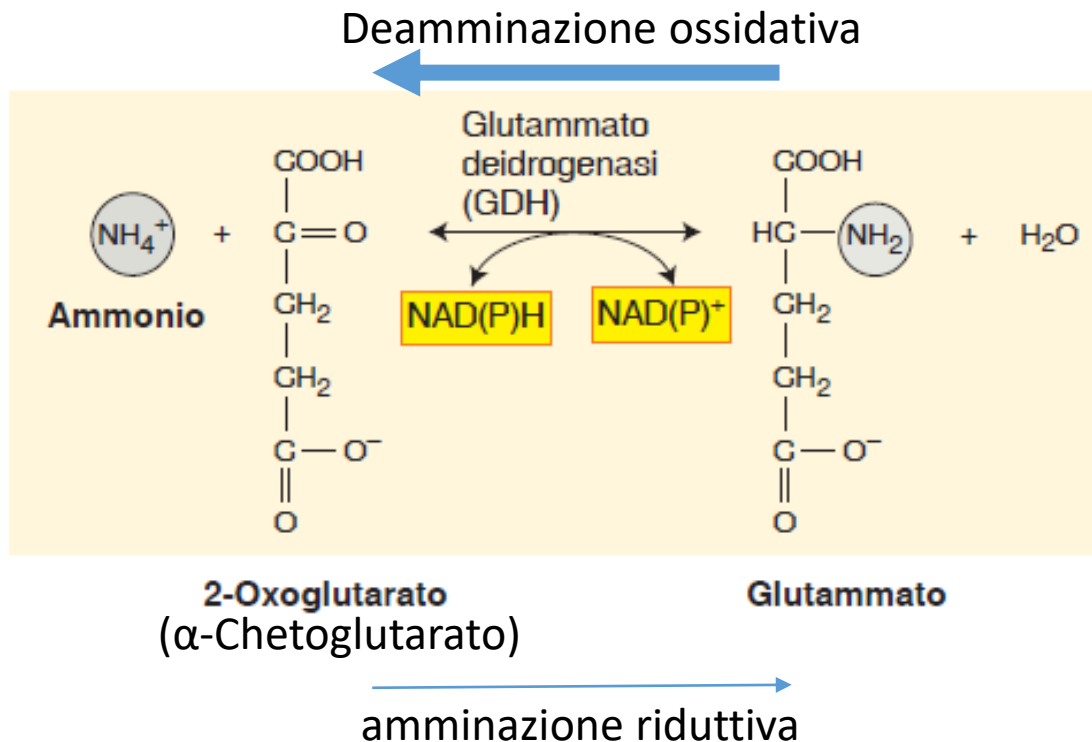 Deamminazione ossidativa
Glutammato
deidrogenasi
(GDH)
COOH
COOH
NH₄⁺ + C=O
HC—NH₂ + H₂O
Ammonio
CH₂
NAD(P)H
NAD(P)⁺
CH₂
CH₂
CH₂
C—O⁻
C—O⁻
O
O
2-Oxoglutarato
Glutammato
(α-Chetoglutarato)
amminazione riduttiva